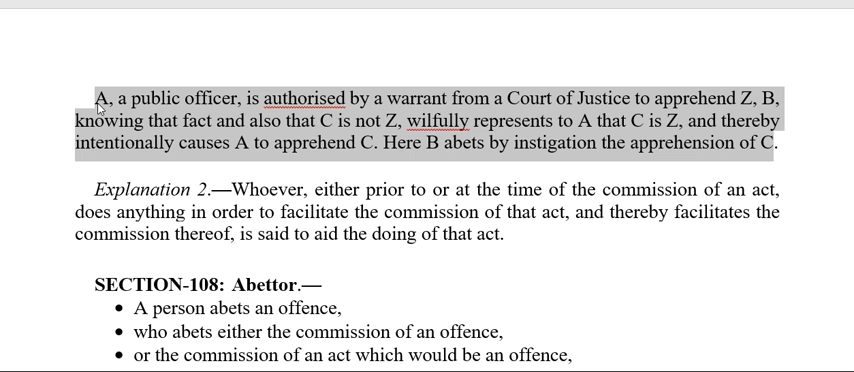 A, a public officer, is authorised by a warrant from a Court of Justice to apprehend Z, B,
knowing that fact and also that C is not Z, wilfully represents to A that C is Z, and thereby
intentionally causes A to apprehend C. Here B abets by instigation the apprehension of C.
Explanation 2.—Whoever, either prior to or at the time of the commission of an act,
does anything in order to facilitate the commission of that act, and thereby facilitates the
commission thereof, is said to aid the doing of that act.
SECTION-108: Abettor.—
• A person abets an offence,
• who abets either the commission of an offence,
• or the commission of an act which would be an offence,